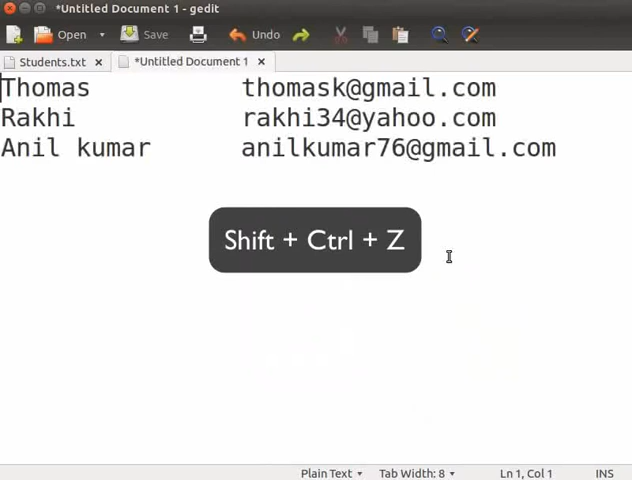 *Untitled Document 1 - gedit
Open Save Undo
Students.txt *Untitled Document 1
Thomas thomask@gmail.com
Rakhi rakhi34@yahoo.com
Anil kumar anilkumar76@gmail.com
Shift + Ctrl + Z
Plain Text Tab Width: 8 Ln 1, Col 1 INS